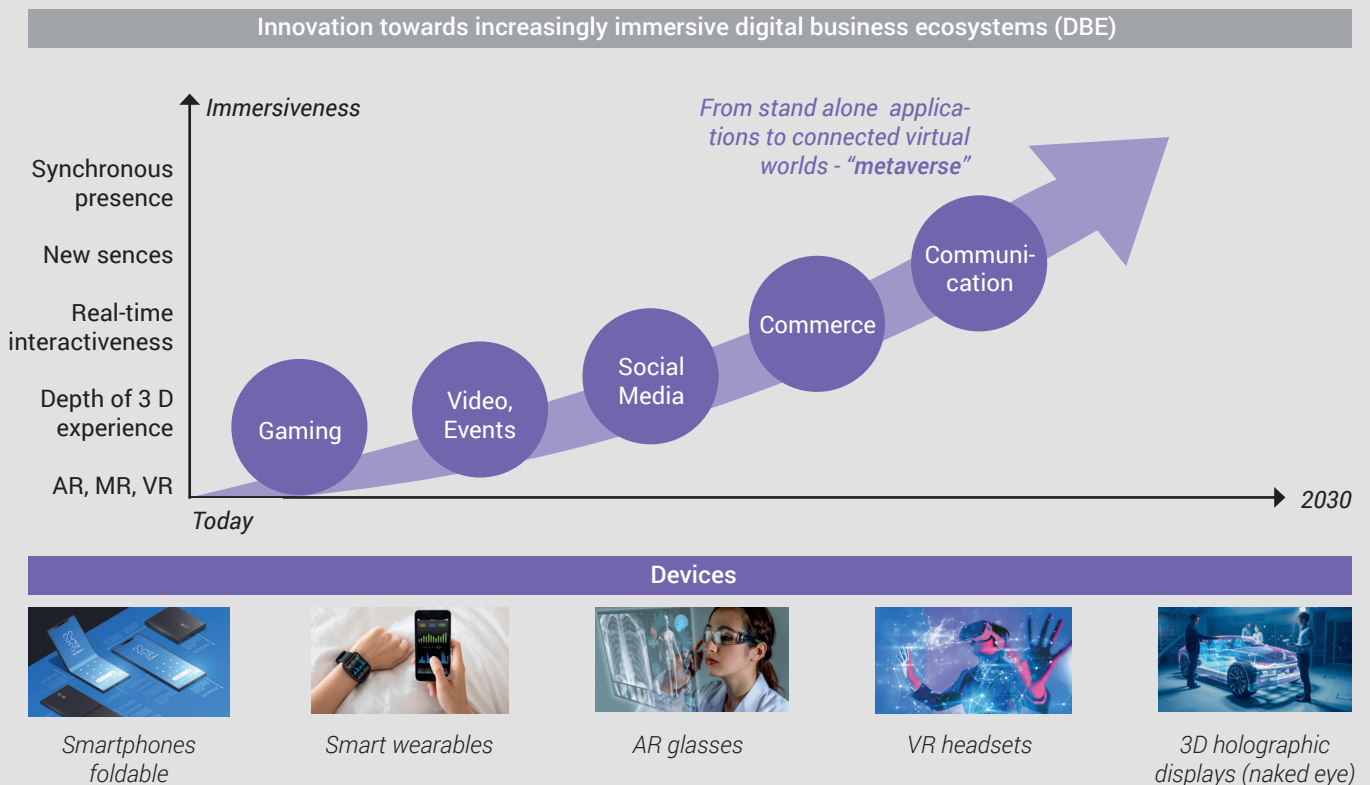 Innovation towards increasingly immersive digital business ecosystems (DBE)
Immersiveness
From stand alone applica-
tions to connected virtual
worlds - “metaverse”
Synchronous
presence
New sences
Real-time
interactiveness
Depth of 3 D
experience
AR, MR, VR
Gaming
Video,
Events
Social
Media
Commerce
Communi-
cation
Today
2030
Devices
Smartphones
foldable
Smart wearables
AR glasses
VR headsets
3D holographic
displays (naked eye)